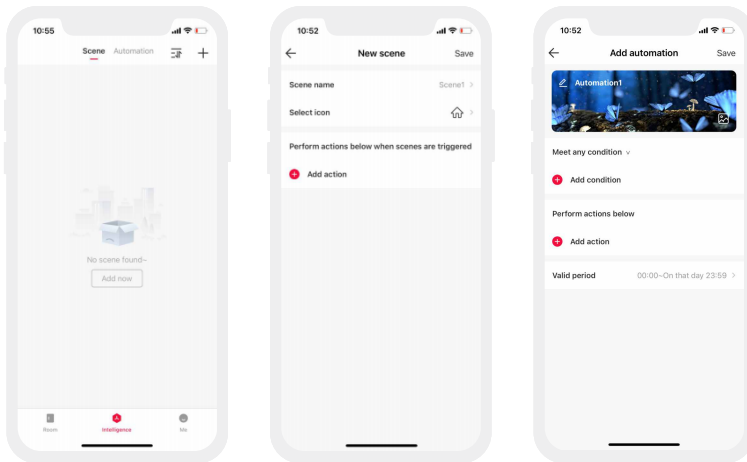 10:55
Scene Automation
No scene found~
Add now
Room Intelligence Me
10:52
New scene Save
Scene name Scene1 >
Select icon >
Perform actions below when scenes are triggered
Add action
10:52
Add automation Save
Automation1
Meet any condition ∨
Add condition
Perform actions below
Add action
Valid period 00:00~On that day 23:59 >